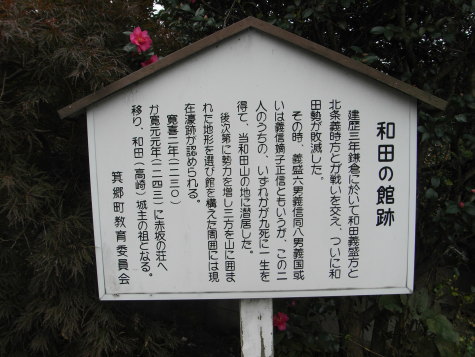 和田の館跡
建歴三年鎌倉に於いて和田義盛方と
北条義時方とが戦いを交え、ついに和
田勢が敗滅した。
その時、義盛六男義信同八男義国或
いは義信嫡子正信ともいうが、この二
人のうちの、いずれかが九死に一生を
得て、当和田山の地に潜居した。
後次第に勢力を増し三方を山に囲ま
れた地形を選び館を構えた周囲には現
在濠跡が認められる。
寛喜二年(一二三〇)
が寛元元年(一二四三)に赤坂の荘へ
移り、和田(高崎)城主の祖となる。
箕郷町教育委員会